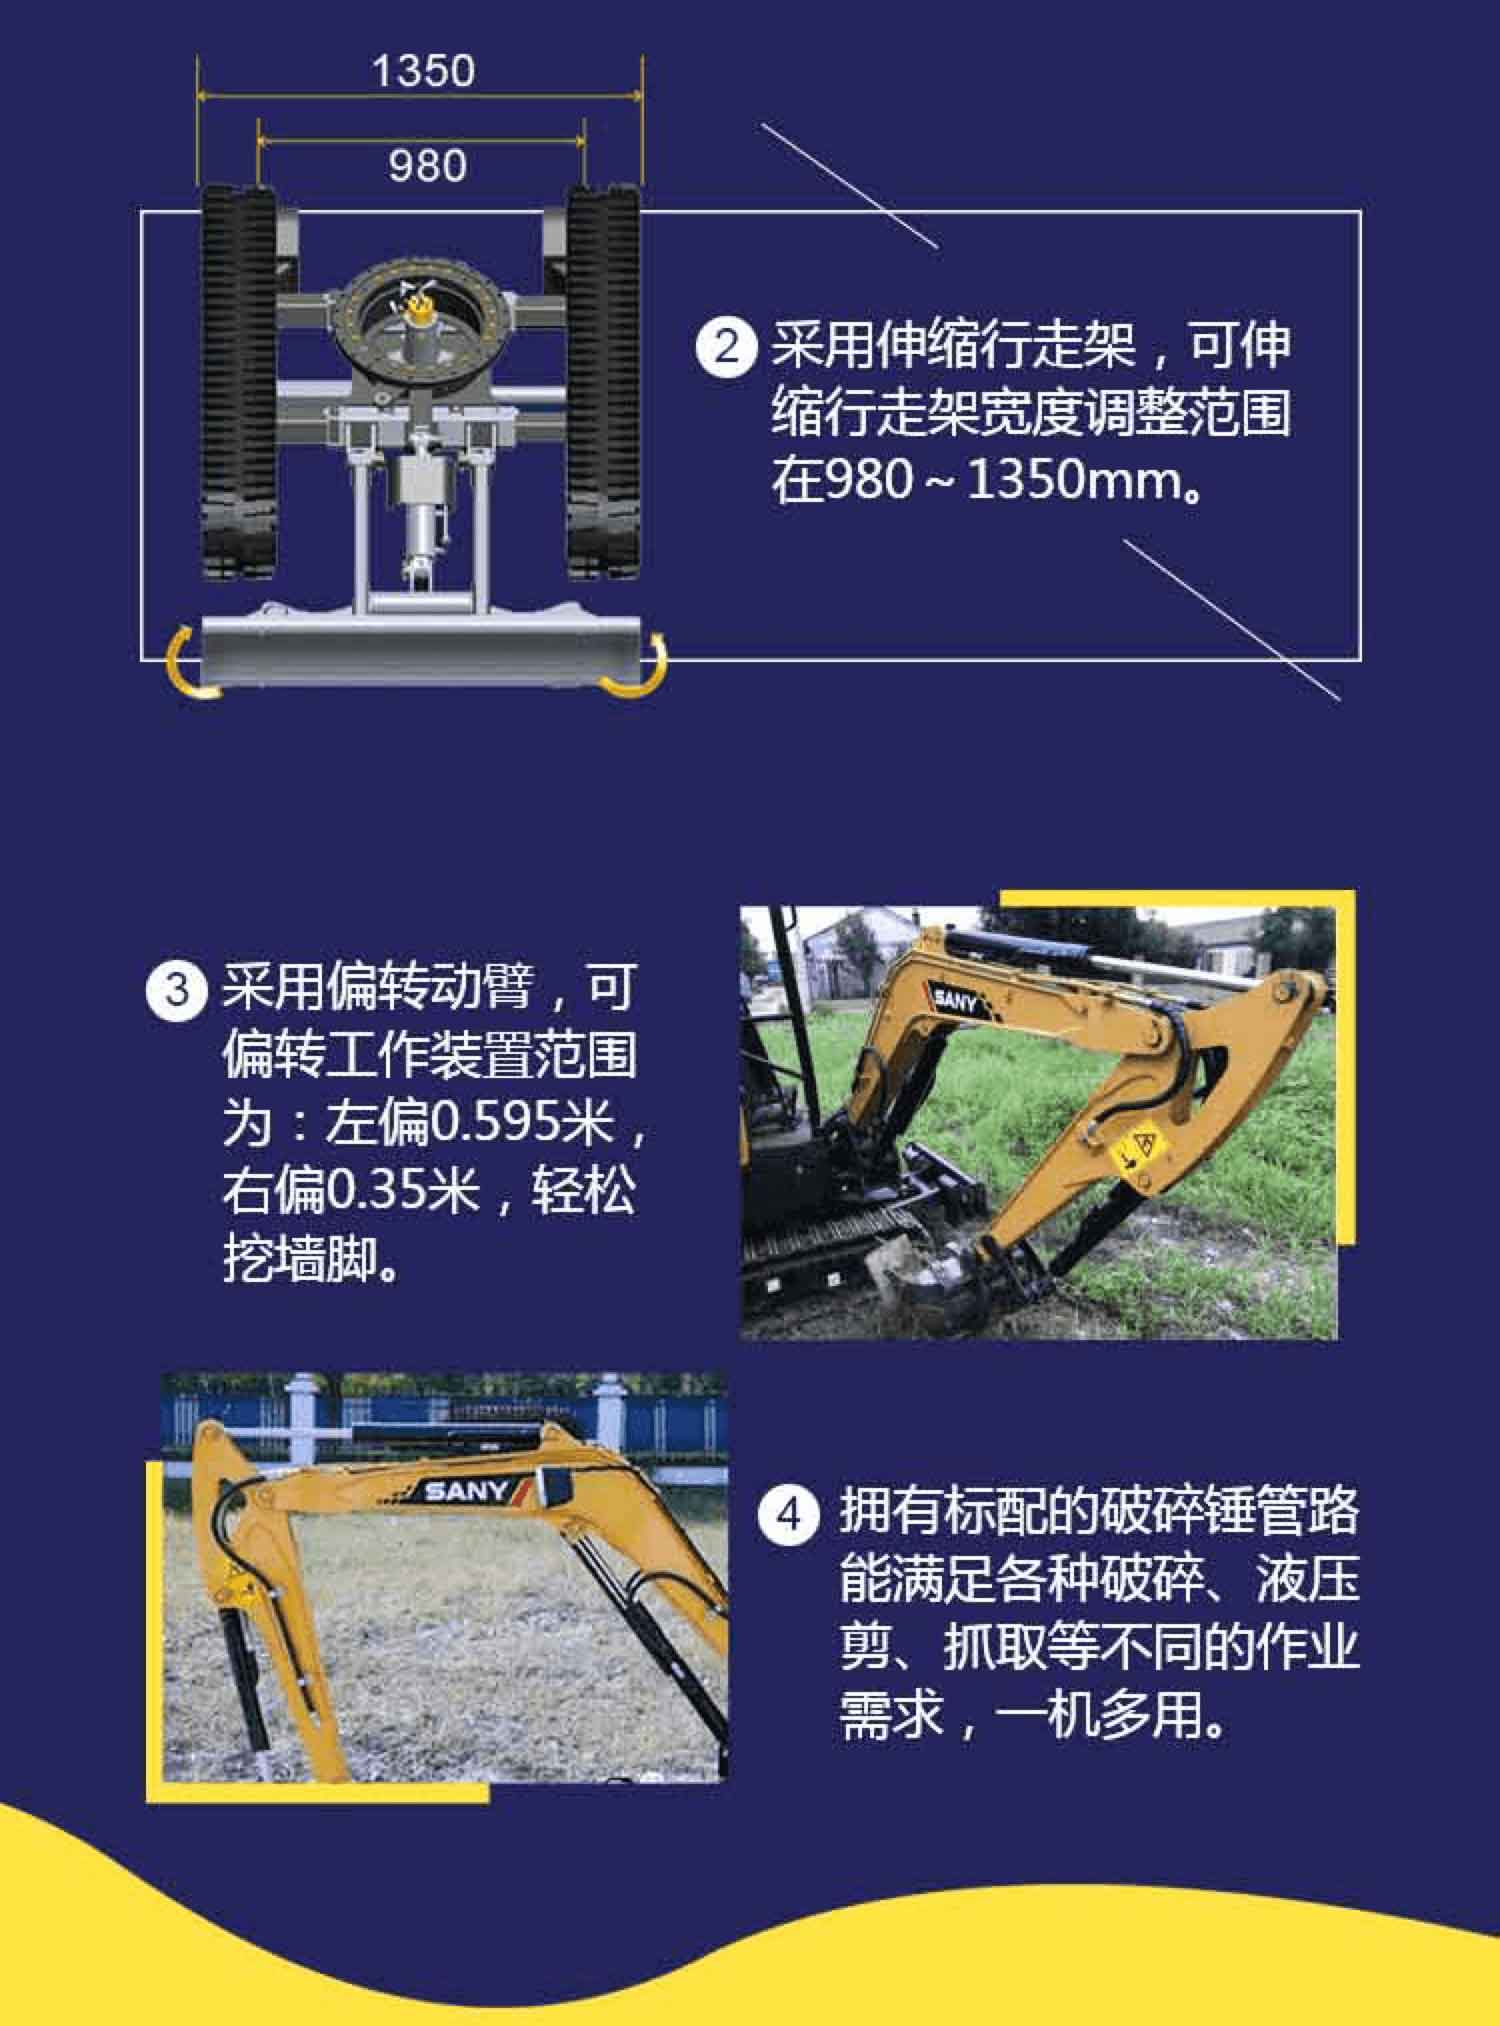 1350
980
2 采用伸缩行走架，可伸
缩行走架宽度调整范围
在980～1350mm。
3 采用偏转动臂，可
偏转工作装置范围
为：左偏0.595米，
右偏0.35米，轻松
挖墙脚。
SANY
SANY
4 拥有标配的破碎锤管路
能满足各种破碎、液压
剪、抓取等不同的作业
需求，一机多用。